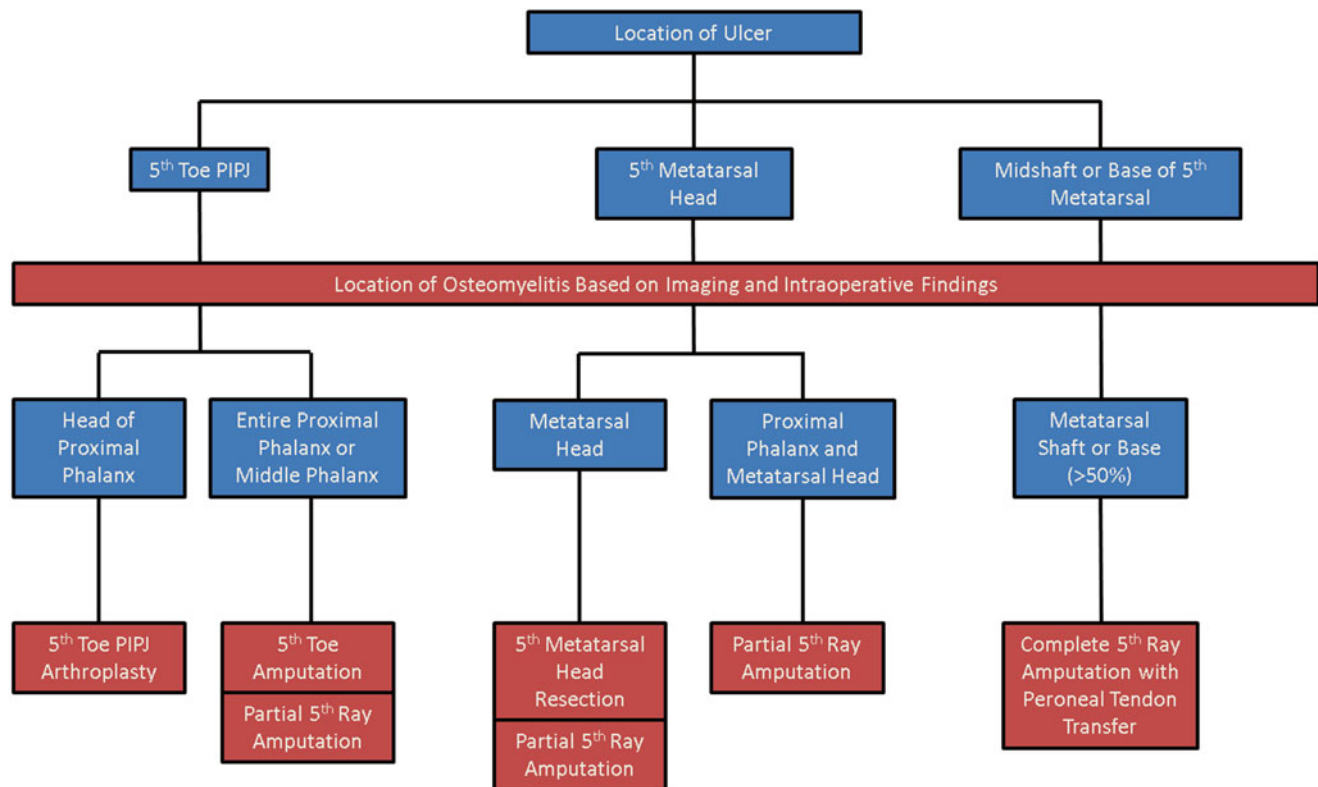 Location of Ulcer
5th Toe PIPJ
5th Metatarsal
Head
Midshaft or Base of 5th
Metatarsal
Location of Osteomyelitis Based on Imaging and Intraoperative Findings
Head of
Proximal
Phalanx
Entire Proximal
Phalanx or
Middle Phalanx
Metatarsal
Head
Proximal
Phalanx and
Metatarsal Head
Metatarsal
Shaft or Base
(>50%)
5th Toe PIPJ
Arthroplasty
5th Toe
Amputation
Partial 5th Ray
Amputation
5th Metatarsal
Head
Resection
Partial 5th Ray
Amputation
Partial 5th Ray
Amputation
Complete 5th Ray
Amputation with
Peroneal Tendon
Transfer